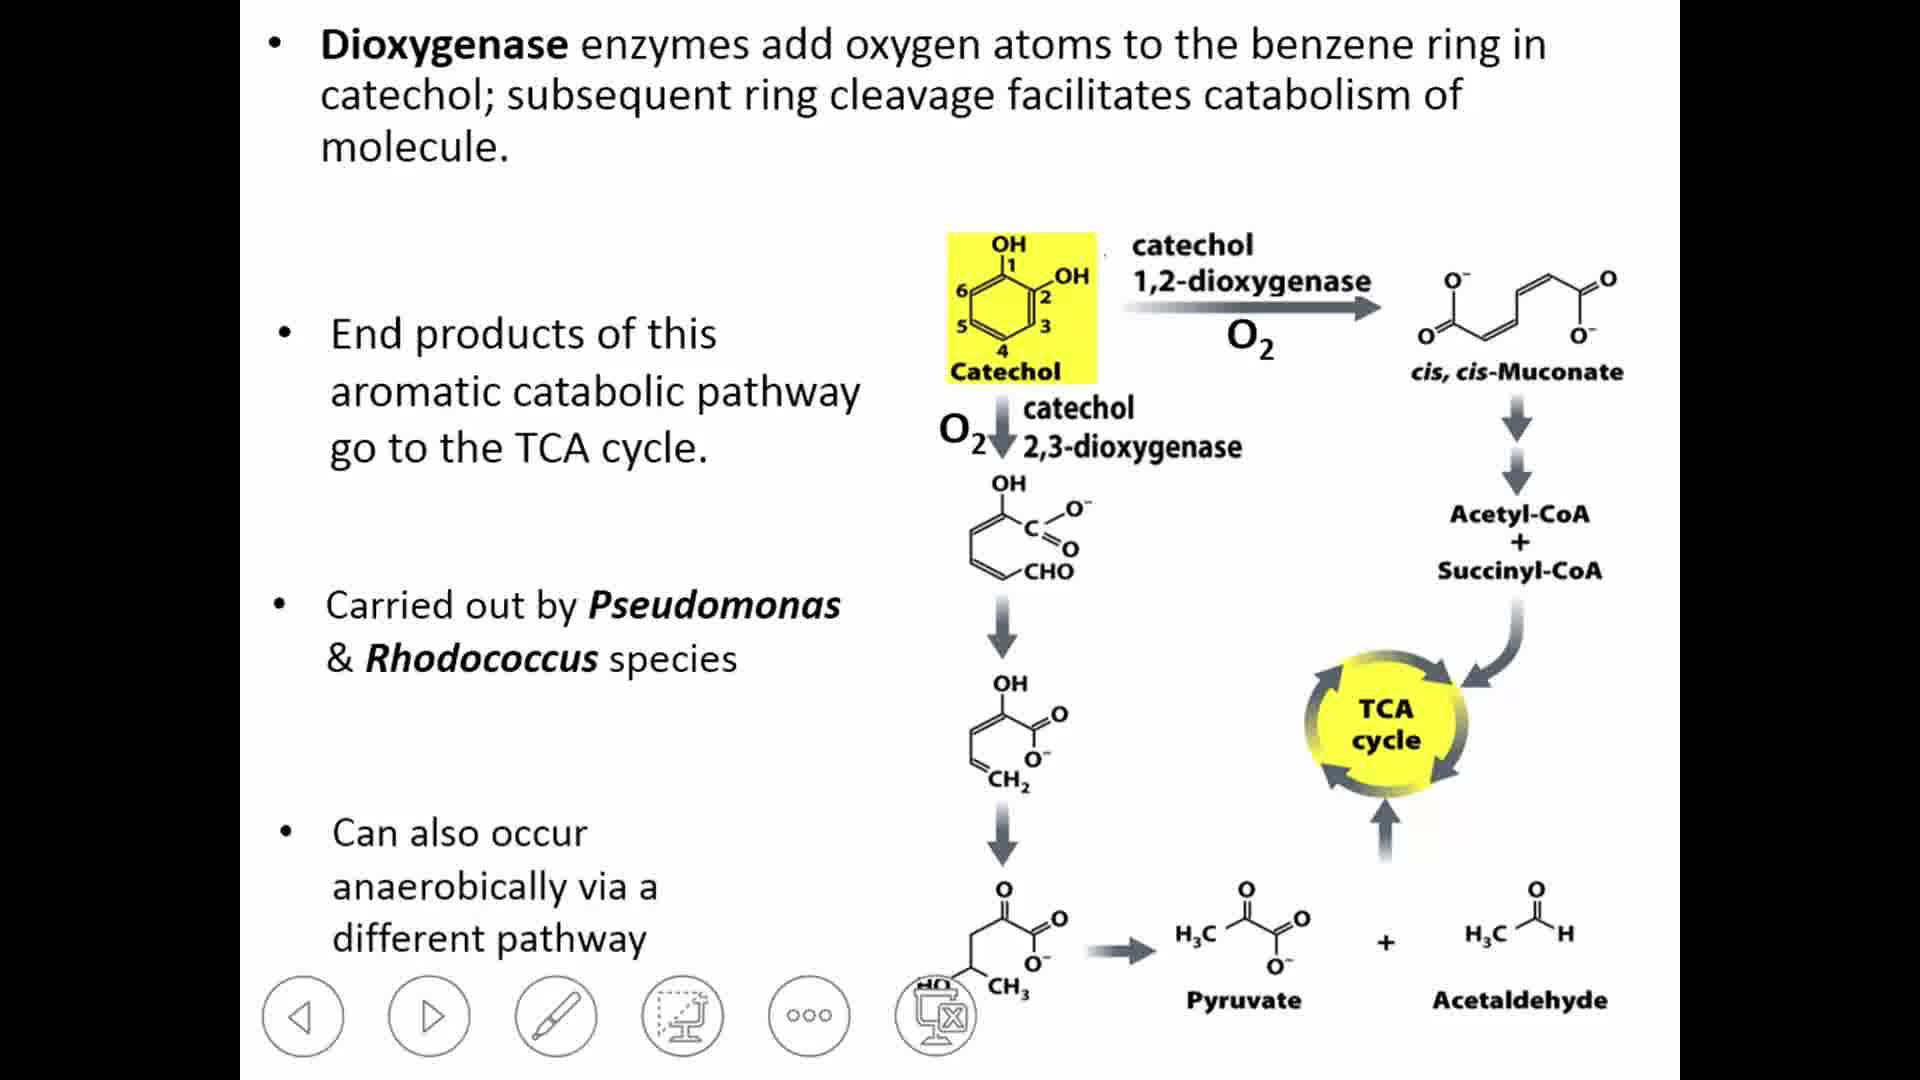 • Dioxygenase enzymes add oxygen atoms to the benzene ring in
catechol; subsequent ring cleavage facilitates catabolism of
molecule.
• End products of this
aromatic catabolic pathway
go to the TCA cycle.
• Carried out by Pseudomonas
& Rhodococcus species
• Can also occur
anaerobically via a
different pathway
OH
1
OH
6
2
5
3
4
Catechol
catechol
1,2-dioxygenase
O₂
O⁻
O
O
O⁻
cis, cis-Muconate
O₂
catechol
2,3-dioxygenase
OH
O⁻
C
O
CHO
OH
O
O⁻
CH₂
O
O
O⁻
HO
CH₃
Acetyl-CoA
+
Succinyl-CoA
TCA
cycle
O
H₃C
O
O⁻
Pyruvate
+
O
H₃C
H
Acetaldehyde